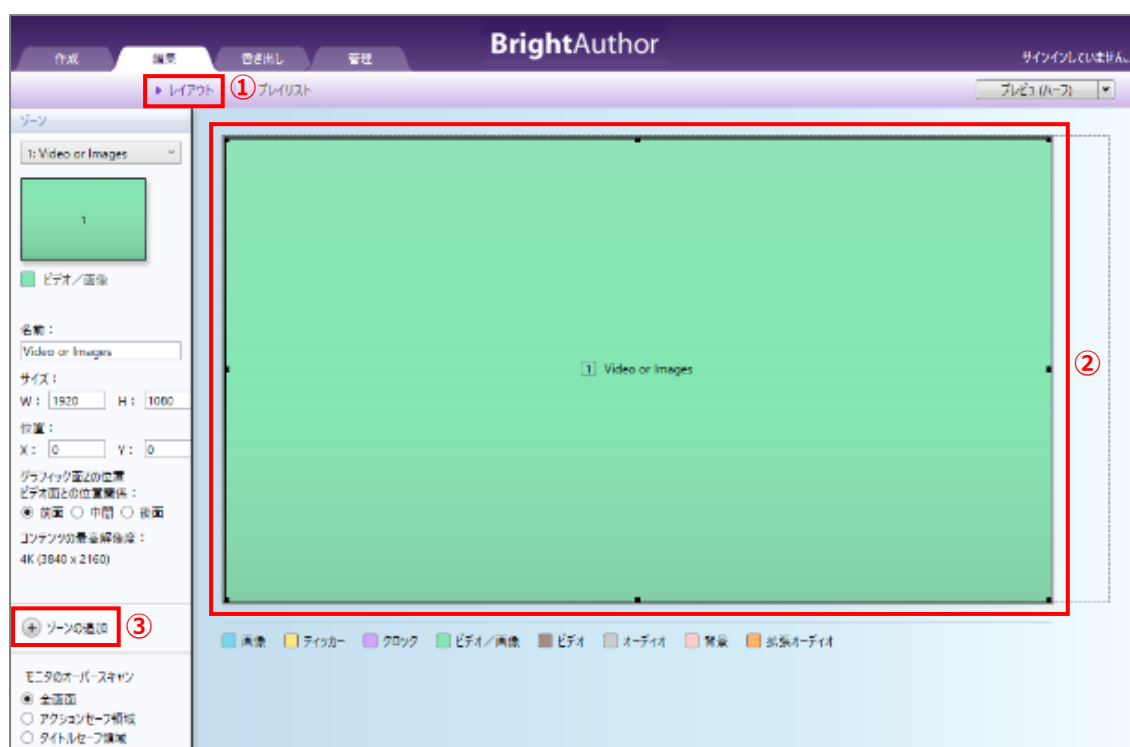 BrightAuthor
作成 編集 書き出し 管理
サインインしていません。
▶ レイアウト ① プレイリスト
プレビュー(ループ)
ゾーン
1: Video or Images
1
ビデオ/画像
名前：
Video or Images
サイズ：
W： 1920 H： 1080
位置：
X： 0 Y： 0
グラフィック面Zの位置
ビデオ面との位置関係：
前面 中間 後面
コンテンツの最高解像度：
4K (3840 x 2160)
1 Video or Images
②
ゾーンの追加 ③
画像 ティッカー クロック ビデオ/画像 ビデオ オーディオ 背景 拡張オーディオ
モニタのオーバースキャン
全画面
アクションセーフ領域
タイトルセーフ領域